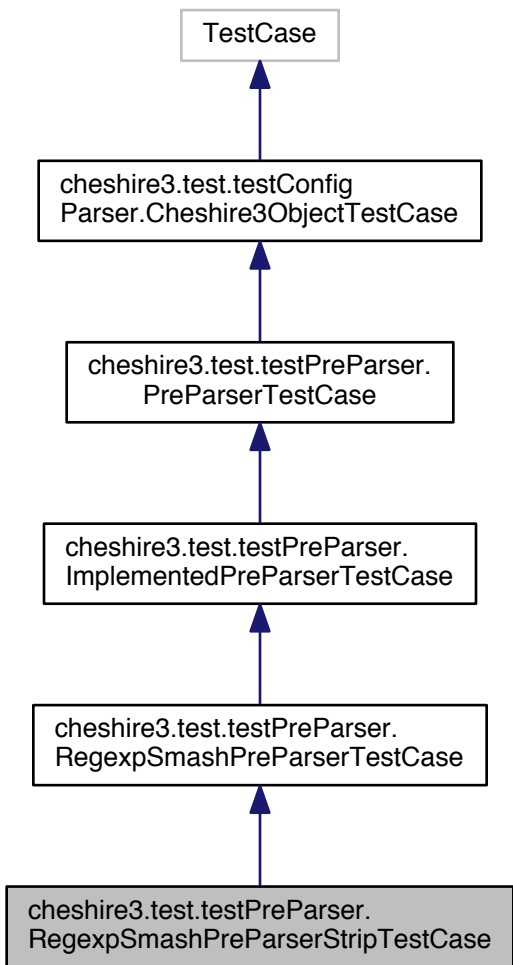 TestCase
cheshire3.test.testConfig
Parser.Cheshire3ObjectTestCase
cheshire3.test.testPreParser.
PreParserTestCase
cheshire3.test.testPreParser.
ImplementedPreParserTestCase
cheshire3.test.testPreParser.
RegexpSmashPreParserTestCase
cheshire3.test.testPreParser.
RegexpSmashPreParserStripTestCase